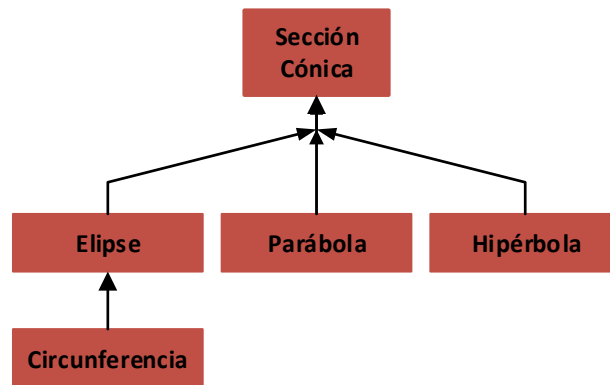 Sección
Cónica
Elipse
Parábola
Hipérbola
Circunferencia